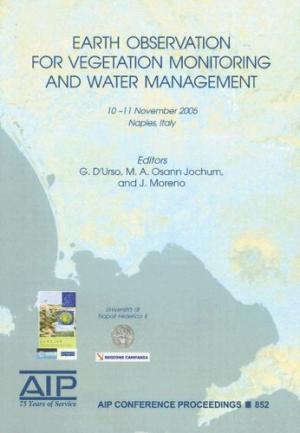 EARTH OBSERVATION
FOR VEGETATION MONITORING
AND WATER MANAGEMENT
10–11 November 2005
Naples, Italy
Editors
G. D'Urso, M. A. Osann Jochum,
and J. Moreno
Università di
Napoli Federico II
REGIONE CAMPANIA
AIP
75 Years of Service
AIP CONFERENCE PROCEEDINGS ■ 852